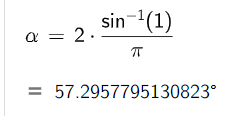 α = 2 · sin⁻¹(1) / π
= 57.2957795130823°